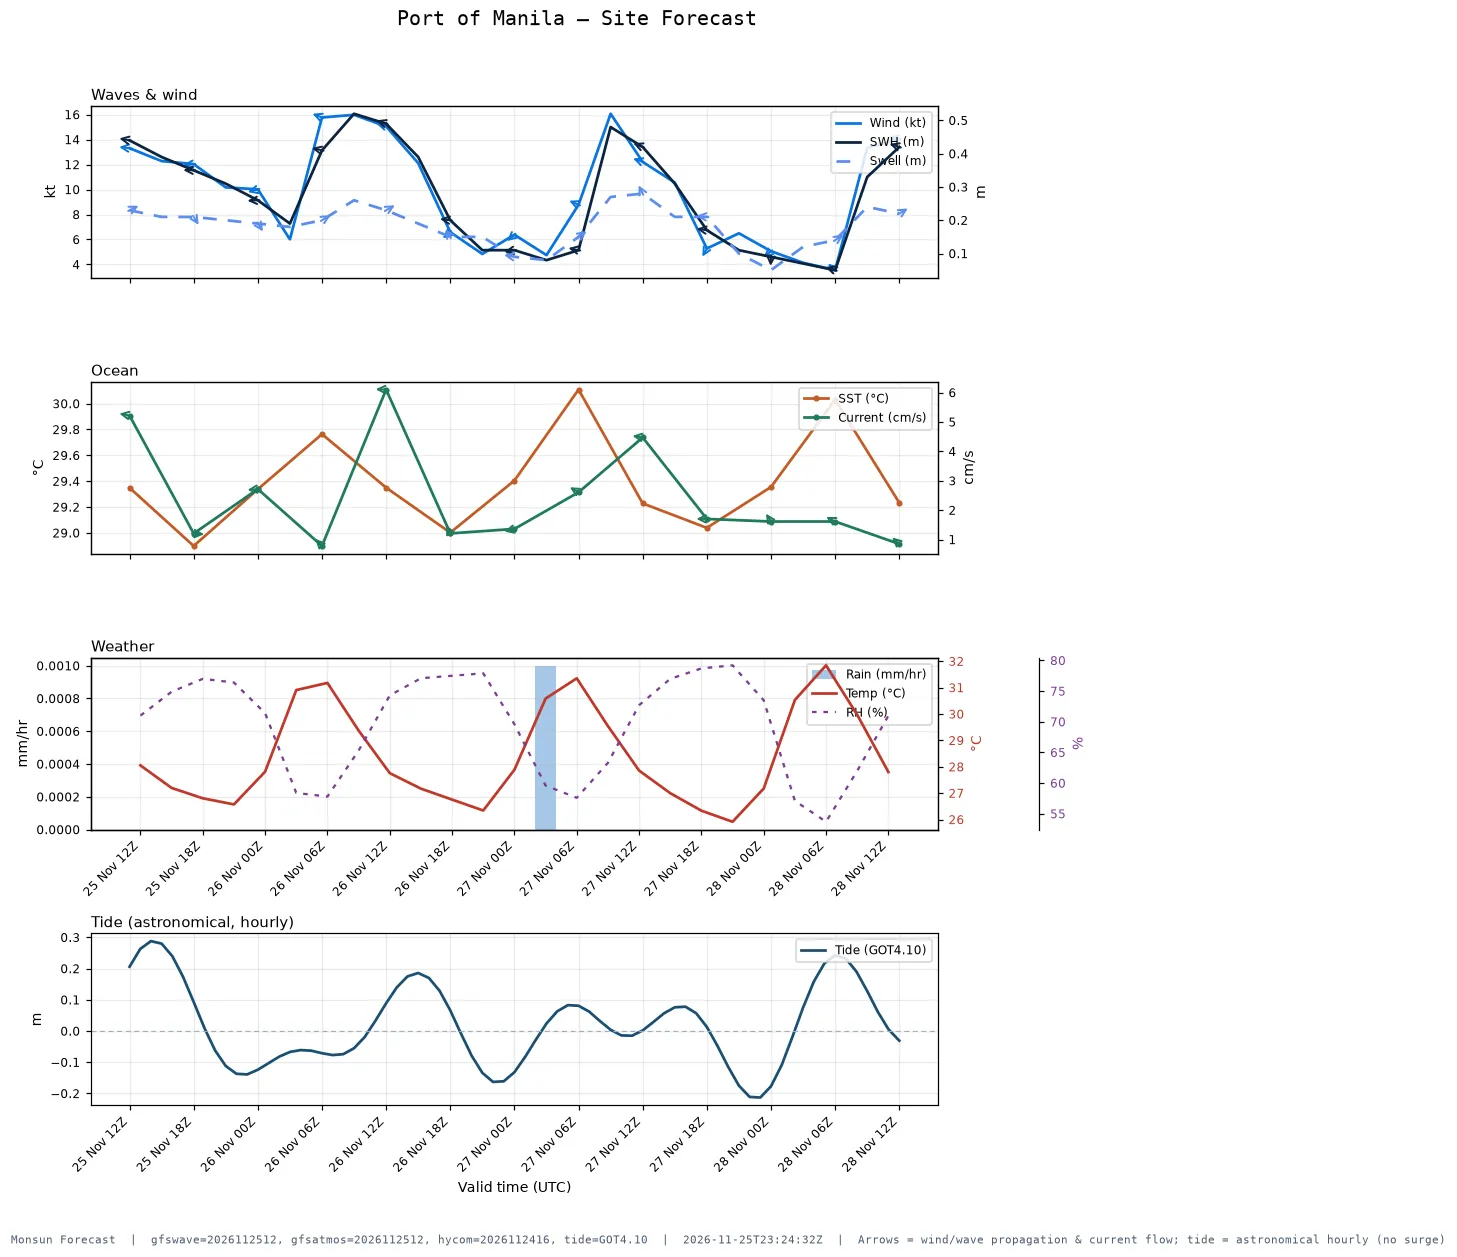 Port of Manila — Site Forecast
Waves & wind
16
14
12
10
8
6
4
kt
0.5
0.4
0.3
0.2
0.1
m
Wind (kt)
SWH (m)
Swell (m)
Ocean
30.0
29.8
29.6
29.4
29.2
29.0
°C
6
5
4
3
2
1
cm/s
SST (°C)
Current (cm/s)
Weather
0.0010
0.0008
0.0006
0.0004
0.0002
0.0000
mm/hr
32
31
30
29
28
27
26
°C
80
75
70
65
60
55
%
Rain (mm/hr)
Temp (°C)
RH (%)
25 Nov 12Z
25 Nov 18Z
26 Nov 00Z
26 Nov 06Z
26 Nov 12Z
26 Nov 18Z
27 Nov 00Z
27 Nov 06Z
27 Nov 12Z
27 Nov 18Z
28 Nov 00Z
28 Nov 06Z
28 Nov 12Z
Tide (astronomical, hourly)
0.3
0.2
0.1
0.0
−0.1
−0.2
m
Tide (GOT4.10)
25 Nov 12Z
25 Nov 18Z
26 Nov 00Z
26 Nov 06Z
26 Nov 12Z
26 Nov 18Z
27 Nov 00Z
27 Nov 06Z
27 Nov 12Z
27 Nov 18Z
28 Nov 00Z
28 Nov 06Z
28 Nov 12Z
Valid time (UTC)
Monsun Forecast | gfswave=2026112512, gfsatmos=2026112512, hycom=2026112416, tide=GOT4.10 | 2026-11-25T23:24:32Z | Arrows = wind/wave propagation & current flow; tide = astronomical hourly (no surge)